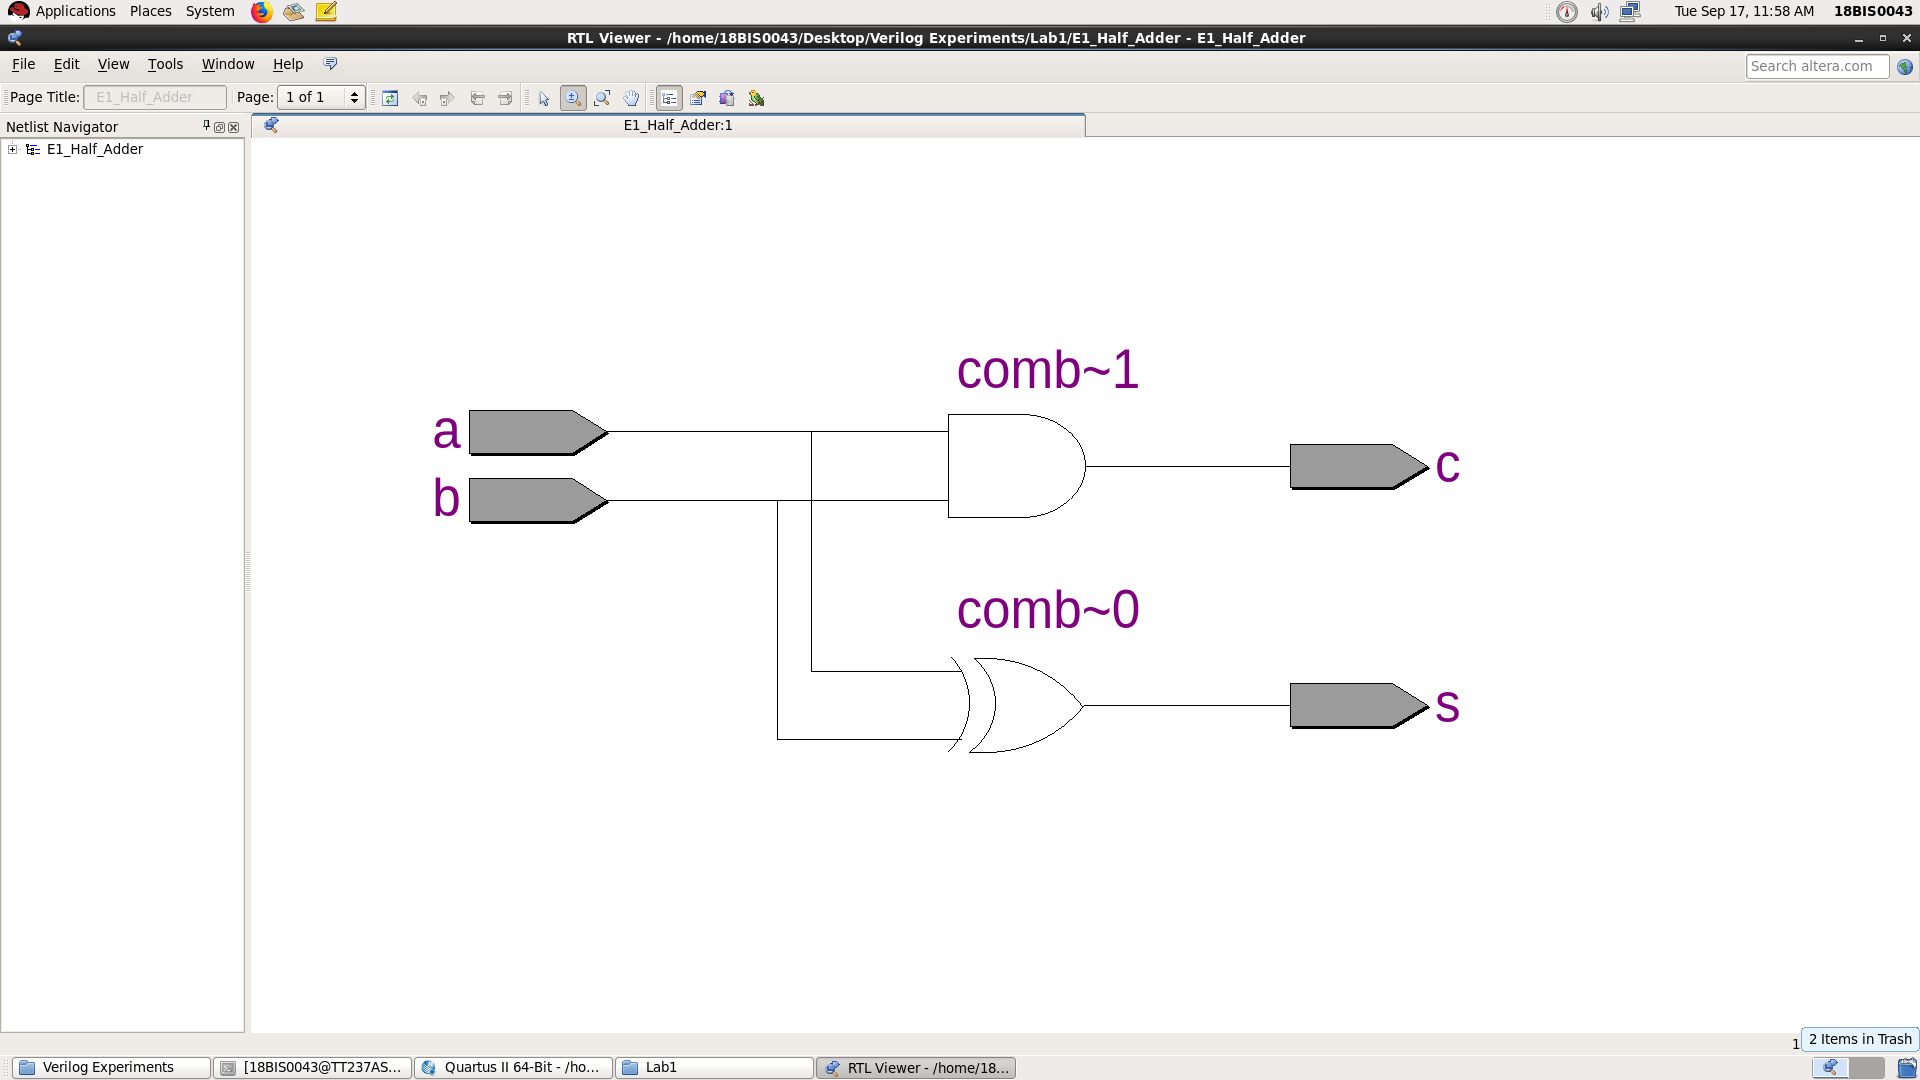 Applications Places System Tue Sep 17, 11:58 AM 18BIS0043
RTL Viewer - /home/18BIS0043/Desktop/Verilog Experiments/Lab1/E1_Half_Adder - E1_Half_Adder
File Edit View Tools Window Help Search altera.com
Page Title: E1_Half_Adder Page: 1 of 1
Netlist Navigator E1_Half_Adder:1
E1_Half_Adder
comb~1
a
b
c
comb~0
s
1
2 Items in Trash
Verilog Experiments [18BIS0043@TT237AS... Quartus II 64-Bit - /ho... Lab1 RTL Viewer - /home/18...